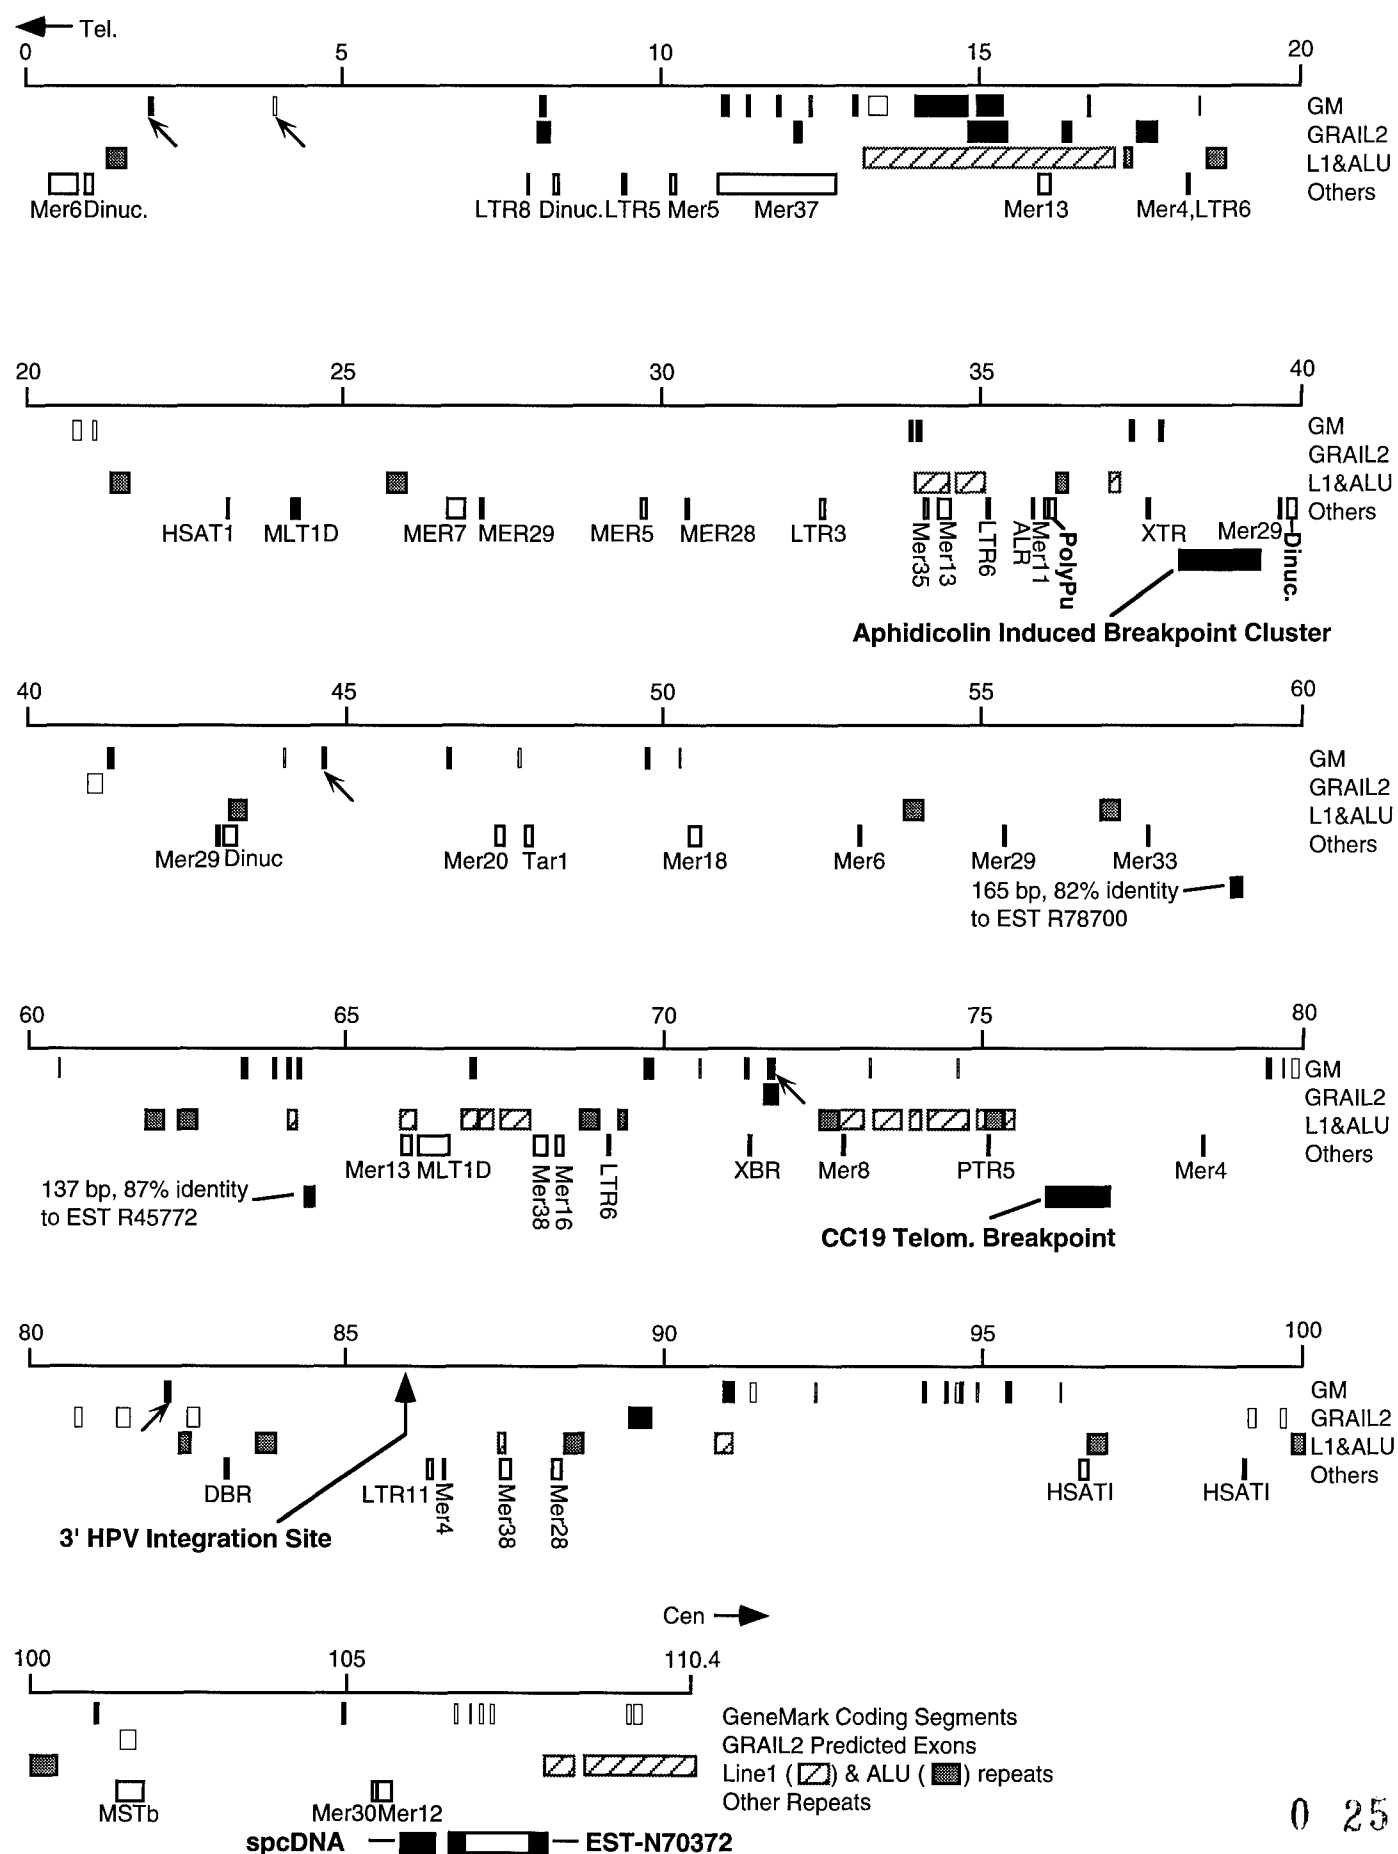 Tel.
0 5 10 15 20
GM
GRAIL2
L1&ALU
Others
Mer6 Dinuc. LTR8 Dinuc. LTR5 Mer5 Mer37 Mer13 Mer4,LTR6
20 25 30 35 40
GM
GRAIL2
L1&ALU
Others
HSAT1 MLT1D MER7 MER29 MER5 MER28 LTR3 Mer35 Mer13 LTR6 ALR Mer11 PolyPu XTR Mer29 Dinuc.
Aphidicolin Induced Breakpoint Cluster
40 45 50 55 60
GM
GRAIL2
L1&ALU
Others
Mer29 Dinuc Mer20 Tar1 Mer18 Mer6 Mer29 Mer33
165 bp, 82% identity
to EST R78700
60 65 70 75 80
GM
GRAIL2
L1&ALU
Others
Mer13 MLT1D Mer38 Mer16 LTR6 XBR Mer8 PTR5 Mer4
137 bp, 87% identity
to EST R45772
CC19 Telom. Breakpoint
80 85 90 95 100
GM
GRAIL2
L1&ALU
Others
DBR LTR11 Mer4 Mer38 Mer28 HSATI HSATI
3' HPV Integration Site
Cen
100 105 110.4
GeneMark Coding Segments
GRAIL2 Predicted Exons
Line1 ( ) & ALU ( ) repeats
Other Repeats
MSTb Mer30 Mer12
spcDNA EST-N70372
0 25